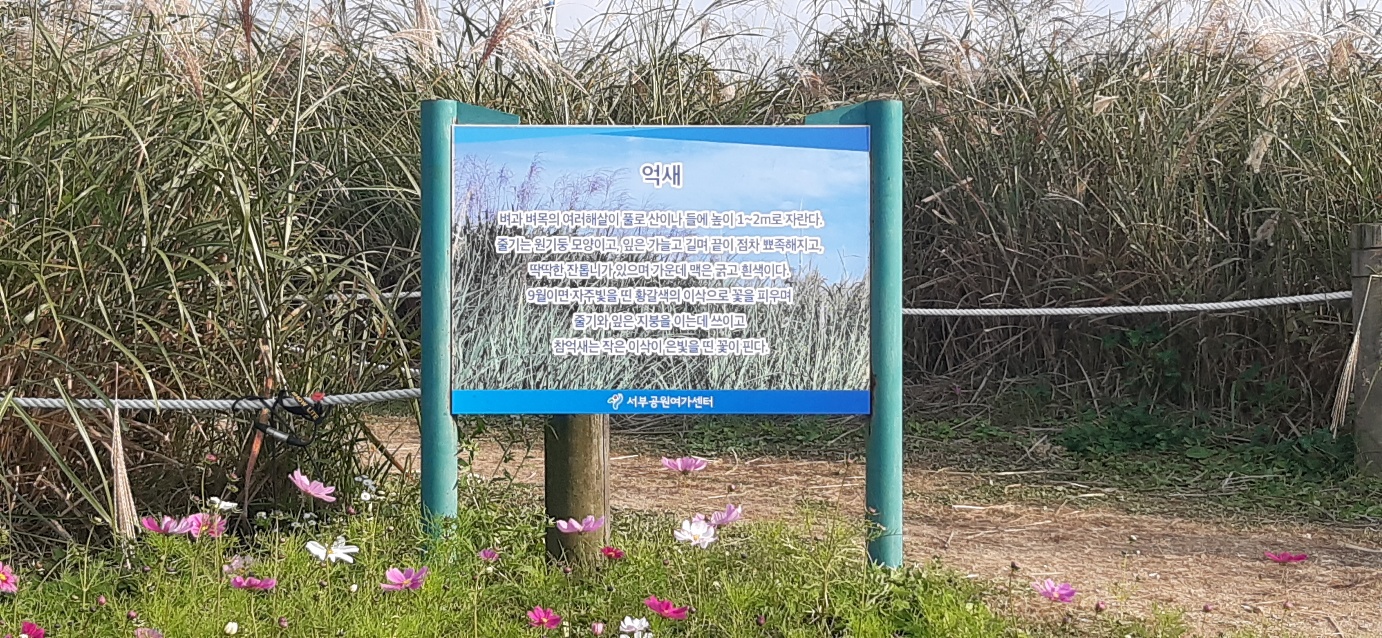 억새
벼과 벼목의 여러해살이 풀로 산이나 들에 높이 1~2m로 자란다.
줄기는 원기둥 모양이고, 잎은 가늘고 길며 끝이 점차 뾰족해지고,
딱딱한 잔톱니가 있으며 가운데 맥은 굵고 흰색이다.
9월이면 자주빛을 띤 황갈색의 이삭으로 꽃을 피우며
줄기와 잎은 지붕을 이는데 쓰이고
참억새는 작은 이삭이 은빛을 띤 꽃이 핀다.
서부공원여가센터